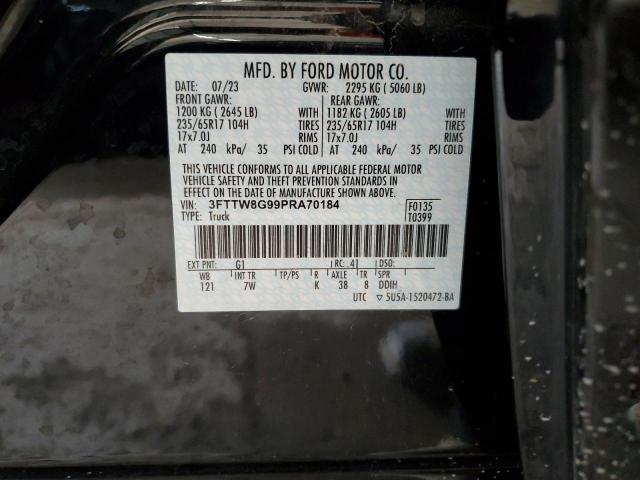 MFD. BY FORD MOTOR CO.
DATE: 07/23 GVWR: 2295 KG ( 5060 LB)
FRONT GAWR: REAR GAWR:
1200 KG ( 2645 LB) WITH 1182 KG ( 2605 LB) WITH
235/65R17 104H TIRES 235/65R17 104H TIRES
17x7.0J RIMS 17x7.0J RIMS
AT 240 kPa/ 35 PSI COLD AT 240 kPa/ 35 PSI COLD
THIS VEHICLE CONFORMS TO ALL APPLICABLE FEDERAL MOTOR
VEHICLE SAFETY AND THEFT PREVENTION STANDARDS IN
EFFECT ON THE DATE OF MANUFACTURE SHOWN ABOVE.
VIN: 3FTTW8G99PRA70184 F0135
TYPE: Truck T0399
EXT PNT: G1 RC: 41 DSO:
WB INT TR TP/PS R AXLE TR SPR
121 7W K 38 8 DDIH
UTC ▽ 5U5A-1520472-BA